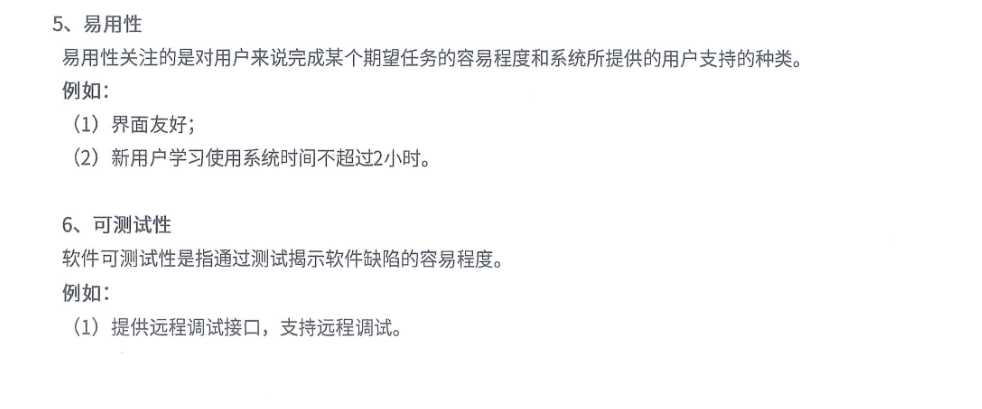 5、易用性
易用性关注的是对用户来说完成某个期望任务的容易程度和系统所提供的用户支持的种类。
例如：
（1）界面友好；
（2）新用户学习使用系统时间不超过2小时。
6、可测试性
软件可测试性是指通过测试揭示软件缺陷的容易程度。
例如：
（1）提供远程调试接口，支持远程调试。